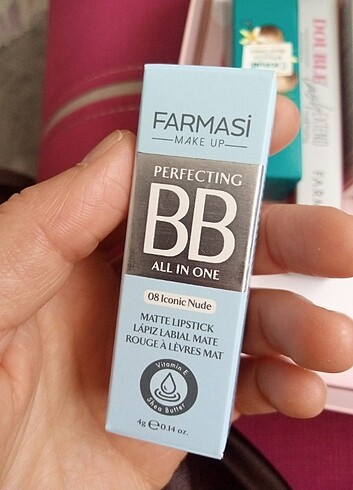 FARMASİ
MAKE UP
PERFECTING
BB
ALL IN ONE
08 Iconic Nude
MATTE LIPSTICK
LÁPIZ LABIAL MATE
ROUGE À LÈVRES MAT
Vitamin E
Shea Butter
4g e 0.14 oz.
DOUBLE